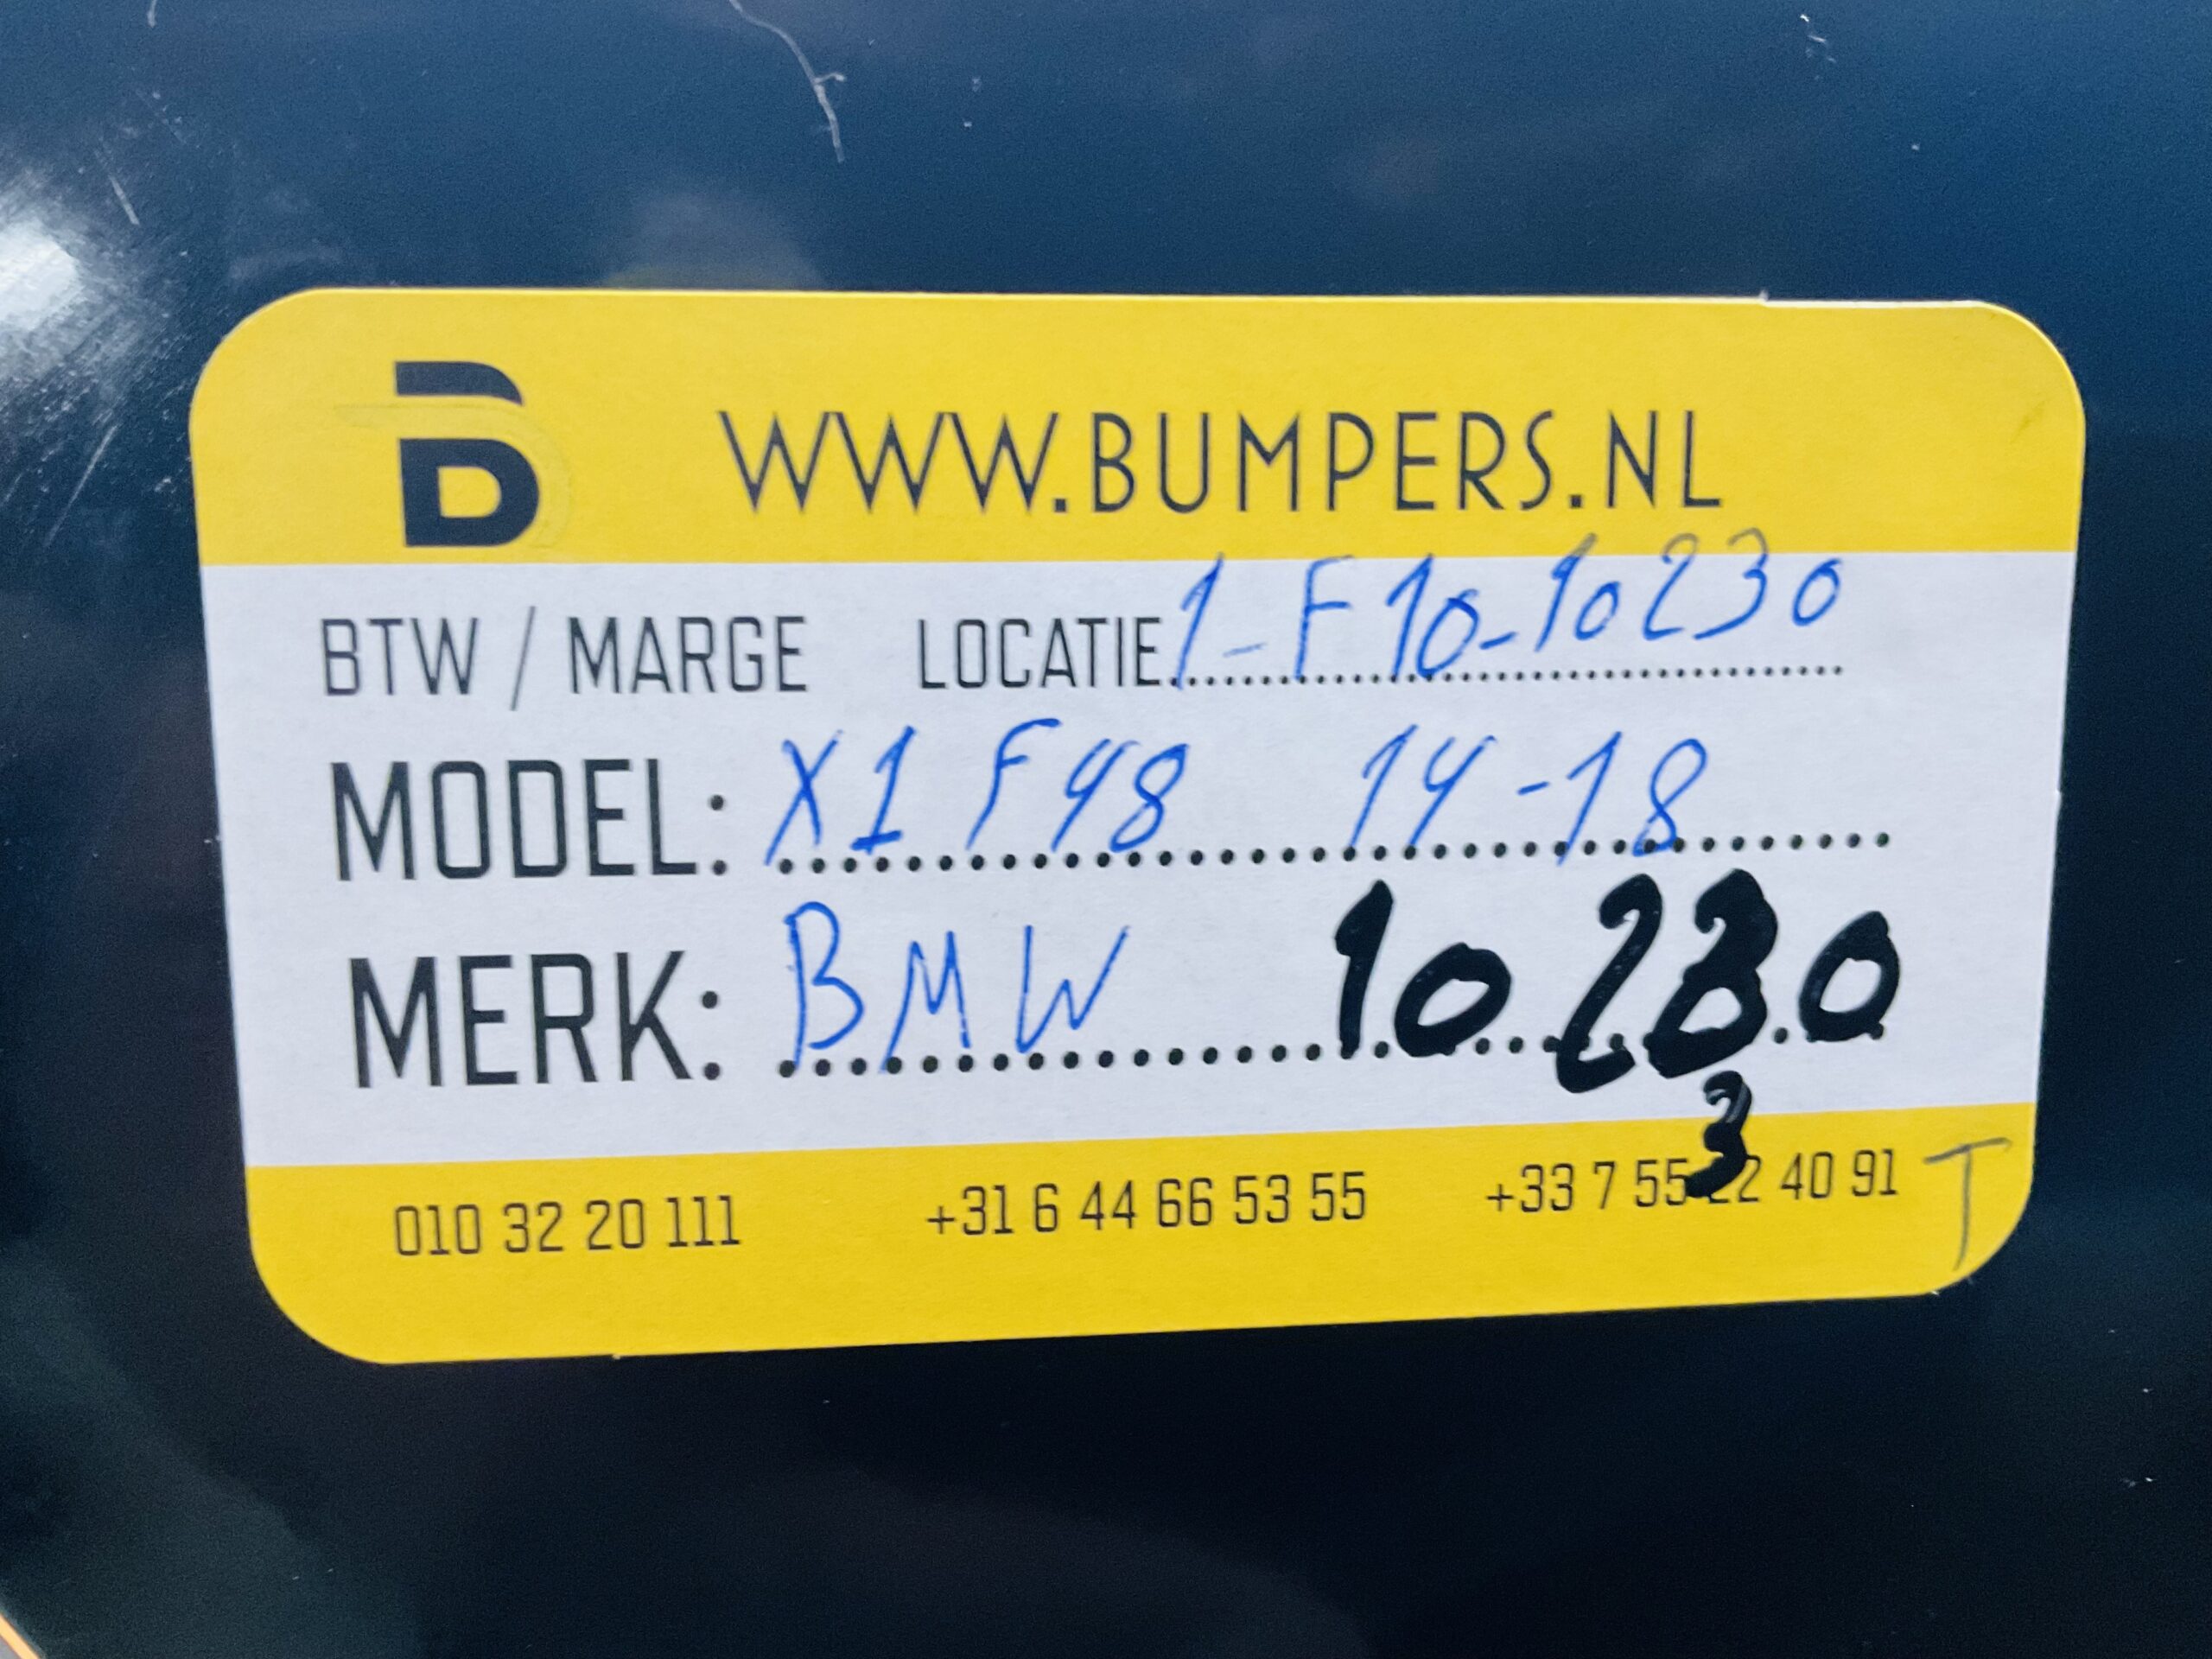 B WWW.BUMPERS.NL
BTW / MARGE LOCATIE 1-F10-10230
MODEL: X1 F48 14-18
MERK: BMW 10230
3
010 32 20 111 +31 6 44 66 53 55 +33 7 55 22 40 91 T